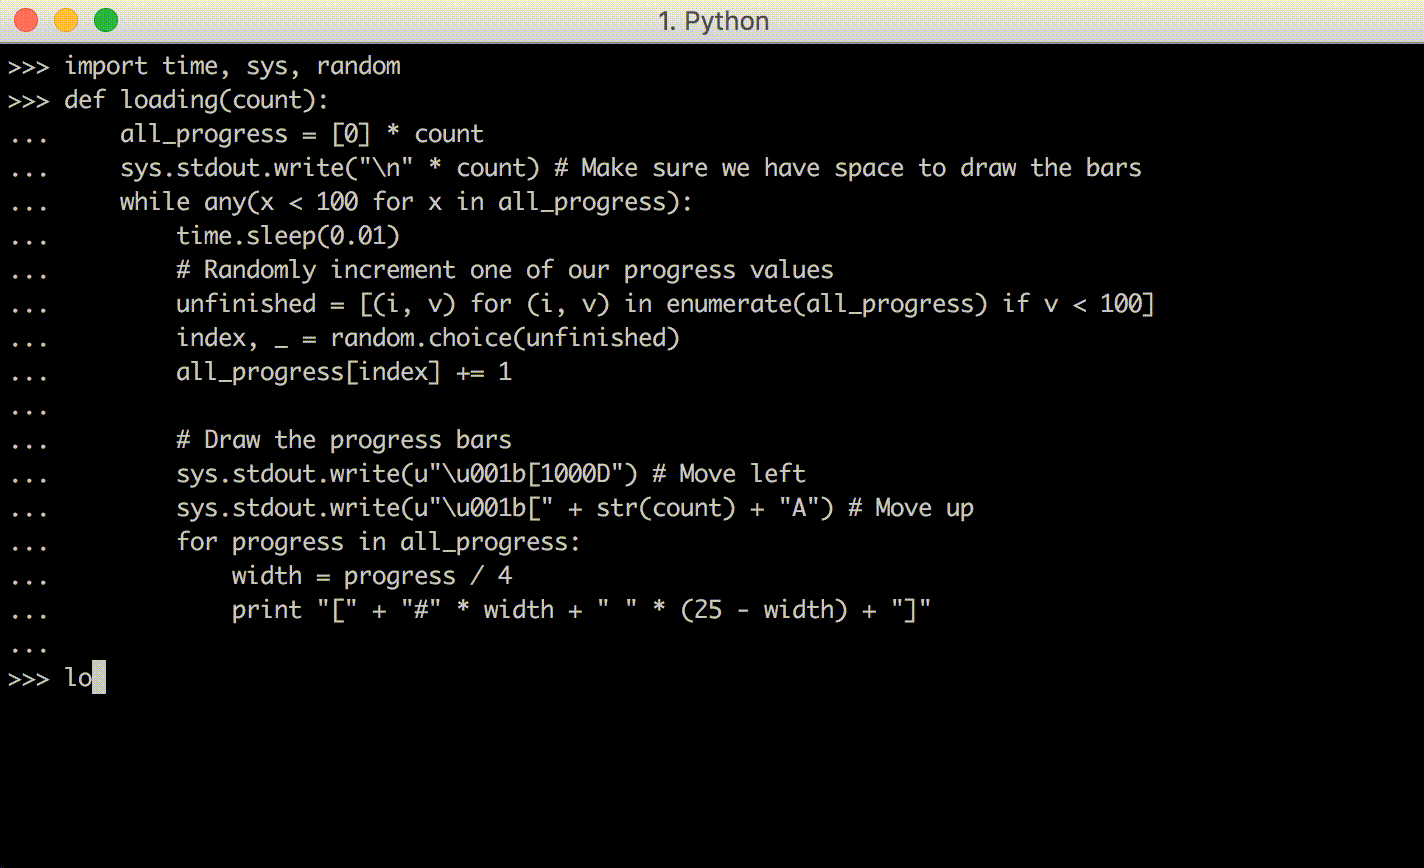 1. Python
>>> import time, sys, random
>>> def loading(count):
...     all_progress = [0] * count
...     sys.stdout.write("\n" * count) # Make sure we have space to draw the bars
...     while any(x < 100 for x in all_progress):
...         time.sleep(0.01)
...         # Randomly increment one of our progress values
...         unfinished = [(i, v) for (i, v) in enumerate(all_progress) if v < 100]
...         index, _ = random.choice(unfinished)
...         all_progress[index] += 1
...
...         # Draw the progress bars
...         sys.stdout.write(u"\u001b[1000D") # Move left
...         sys.stdout.write(u"\u001b[" + str(count) + "A") # Move up
...         for progress in all_progress:
...             width = progress / 4
...             print "[" + "#" * width + " " * (25 - width) + "]"
...
>>> lo